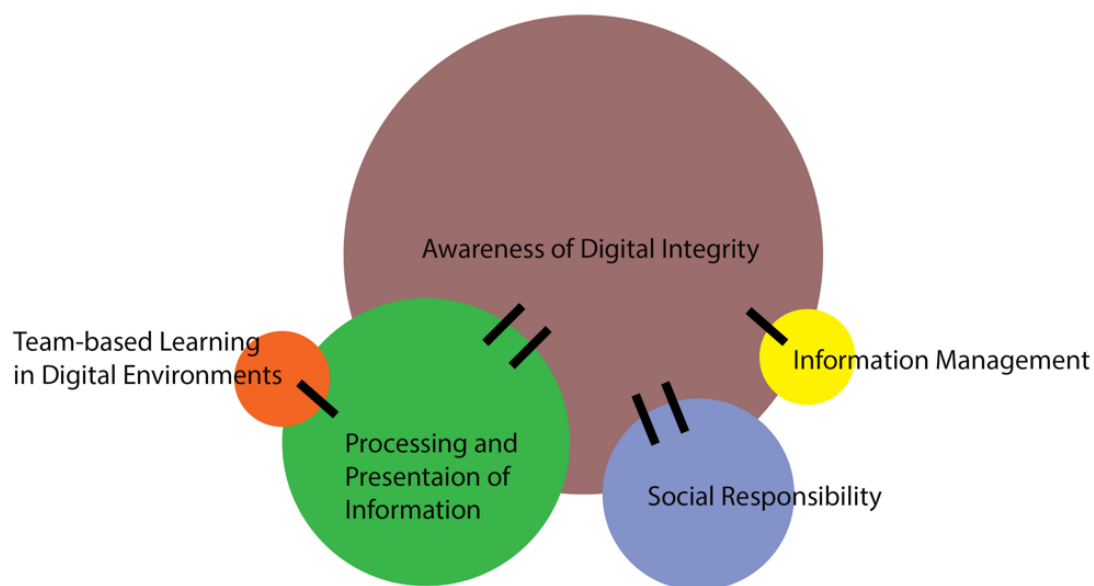 Awareness of Digital Integrity
Team-based Learning
in Digital Environments
Information Management
Processing and
Presentaion of
Information
Social Responsibility